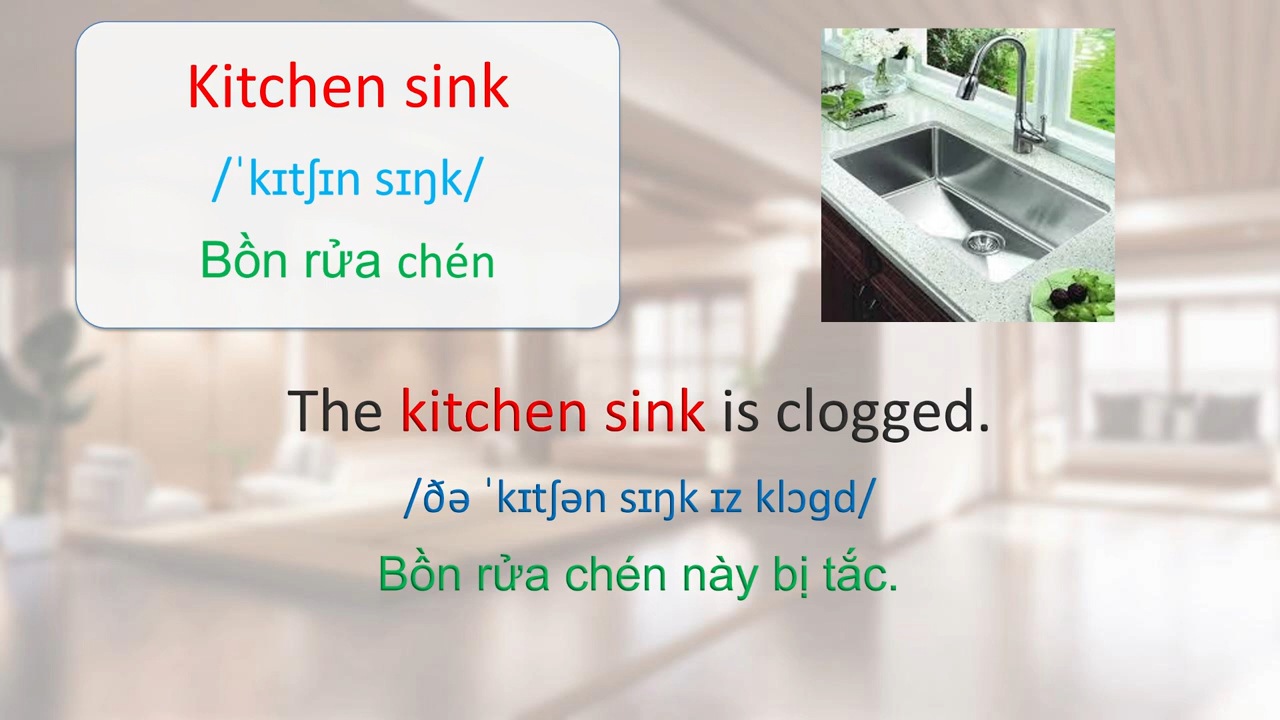 Kitchen sink
/ˈkɪtʃɪn sɪŋk/
Bồn rửa chén
The kitchen sink is clogged.
/ðə ˈkɪtʃən sɪŋk ɪz klɔgd/
Bồn rửa chén này bị tắc.